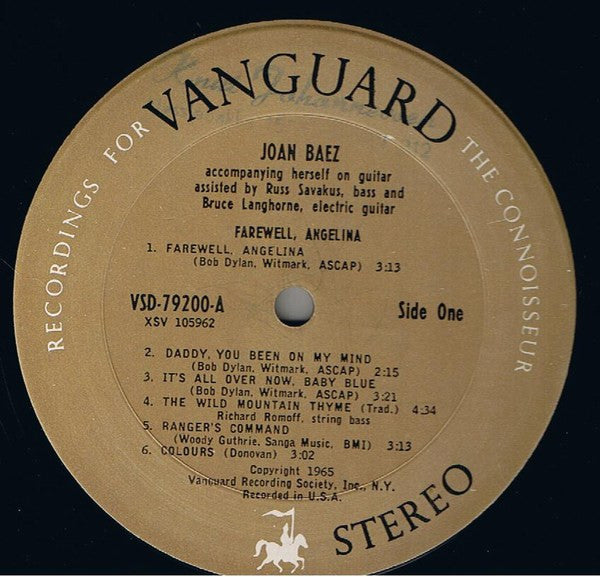 RECORDINGS FOR VANGUARD THE CONNOISSEUR
JOAN BAEZ
accompanying herself on guitar
assisted by Russ Savakus, bass and
Bruce Langhorne, electric guitar
FAREWELL, ANGELINA
1. FAREWELL, ANGELINA
(Bob Dylan, Witmark, ASCAP) 3:13
VSD-79200-A
Side One
XSV 105962
2. DADDY, YOU BEEN ON MY MIND
(Bob Dylan, Witmark, ASCAP) 2:15
3. IT'S ALL OVER NOW, BABY BLUE
(Bob Dylan, Witmark, ASCAP) 3:21
4. THE WILD MOUNTAIN THYME (Trad.) 4:34
Richard Romoff, string bass
5. RANGER'S COMMAND
(Woody Guthrie, Sanga Music, BMI) 3:13
6. COLOURS (Donovan) 3:02
Copyright 1965
Vanguard Recording Society, Inc., N.Y.
Recorded in U.S.A.
STEREO